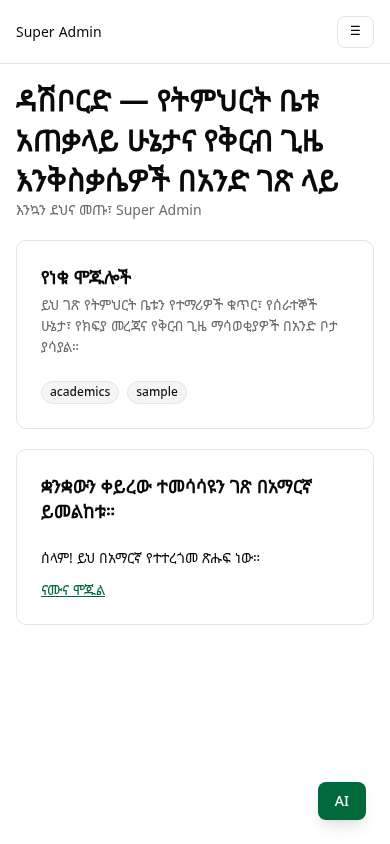 Super Admin
☰
ዳሽቦርድ — የትምህርት ቤቱ
አጠቃላይ ሁኔታና የቅርብ ጊዜ
እንቅስቃሴዎች በአንድ ገጽ ላይ
እንኳን ደህና መጡ፣ Super Admin
የነቁ ሞጁሎች
ይህ ገጽ የትምህርት ቤቱን የተማሪዎች ቁጥር፣ የሰራተኞች
ሁኔታ፣ የክፍያ መረጃና የቅርብ ጊዜ ማሳወቂያዎች በአንድ ቦታ
ያሳያል።
academics sample
ቋንቋውን ቀይረው ተመሳሳዩን ገጽ በአማርኛ
ይመልከቱ።
ሰላም! ይህ በአማርኛ የተተረጎመ ጽሑፍ ነው።
ናሙና ሞጁል
AI